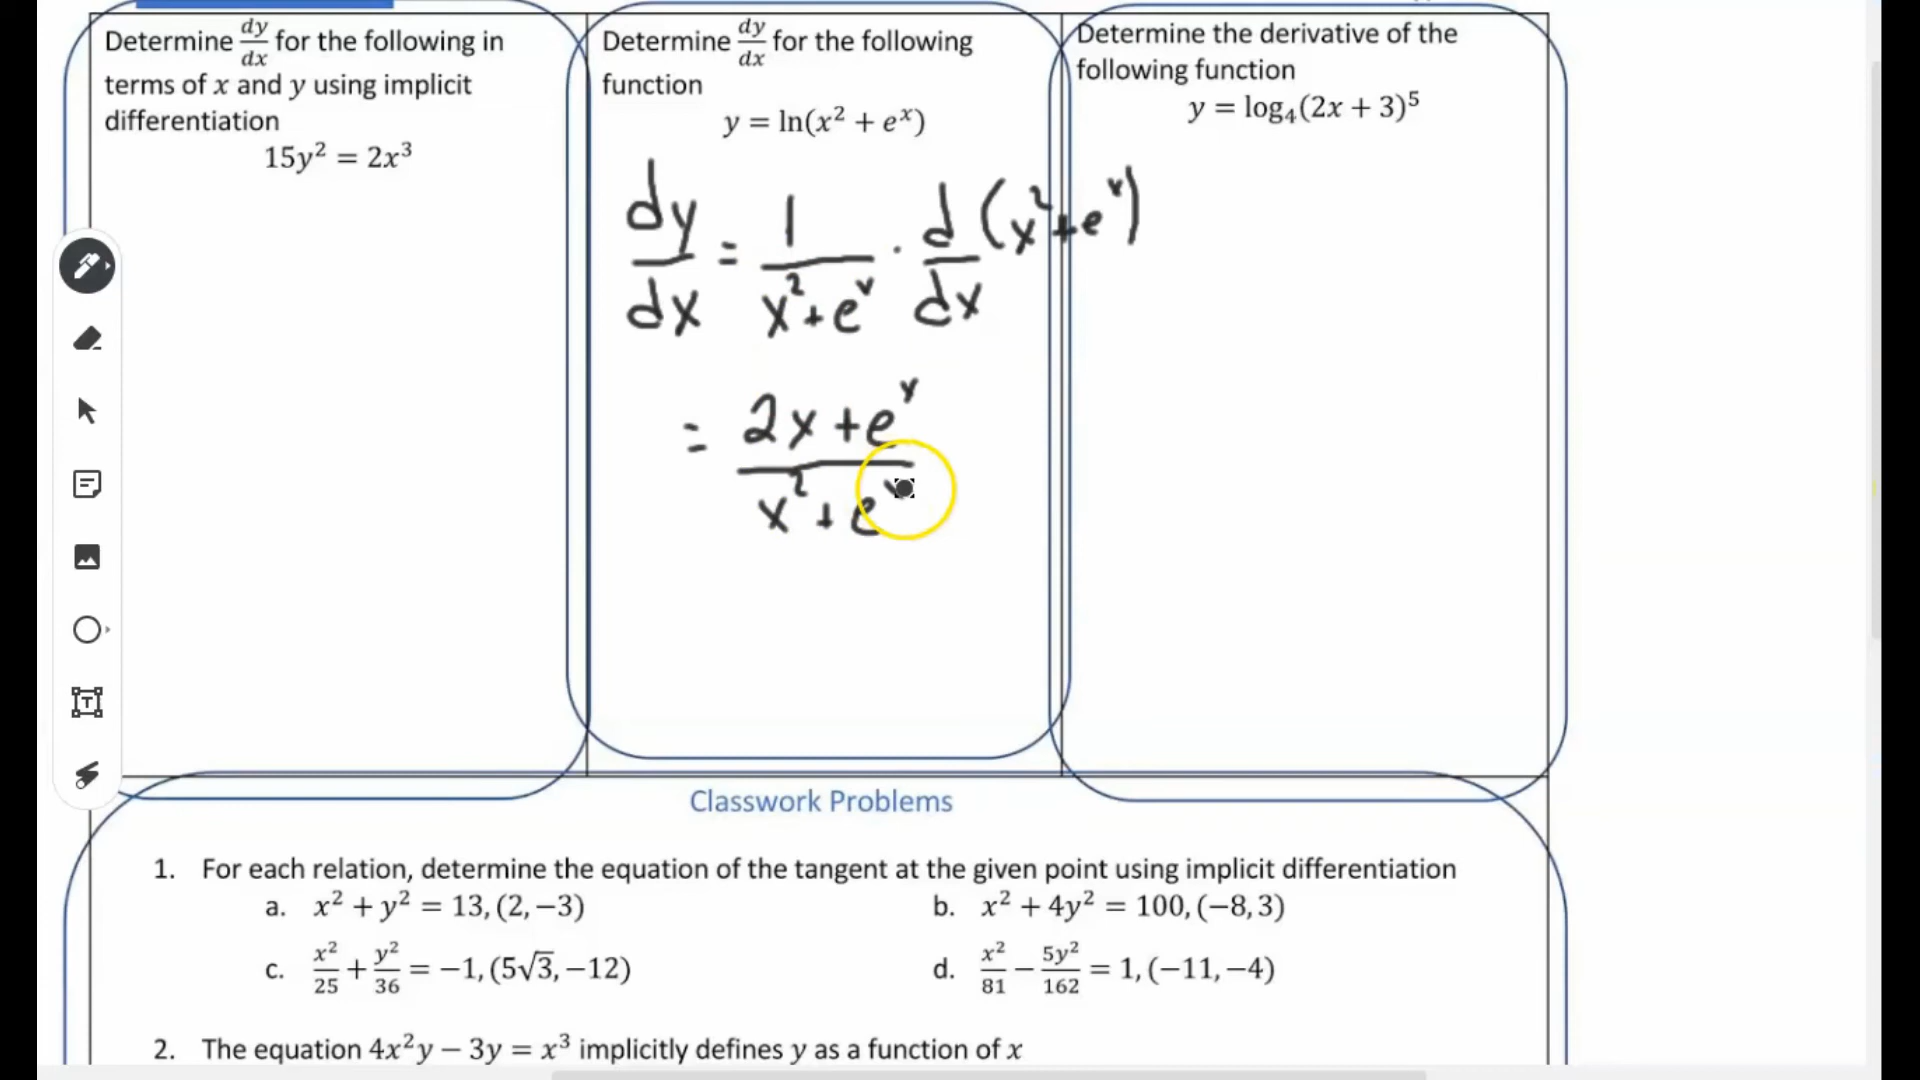 Determine dy/dx for the following in
terms of x and y using implicit
differentiation
15y² = 2x³
Determine dy/dx for the following
function
y = ln(x² + eˣ)
dy/dx = 1/(x²+eˣ) · d/dx (x²+eˣ)
= (2x+eˣ)/(x²+eˣ)
Determine the derivative of the
following function
y = log₄(2x + 3)⁵
Classwork Problems
1. For each relation, determine the equation of the tangent at the given point using implicit differentiation
a. x² + y² = 13, (2, −3)
b. x² + 4y² = 100, (−8, 3)
c. x²/25 + y²/36 = −1, (5√3, −12)
d. x²/81 − 5y²/162 = 1, (−11, −4)
2. The equation 4x²y − 3y = x³ implicitly defines y as a function of x